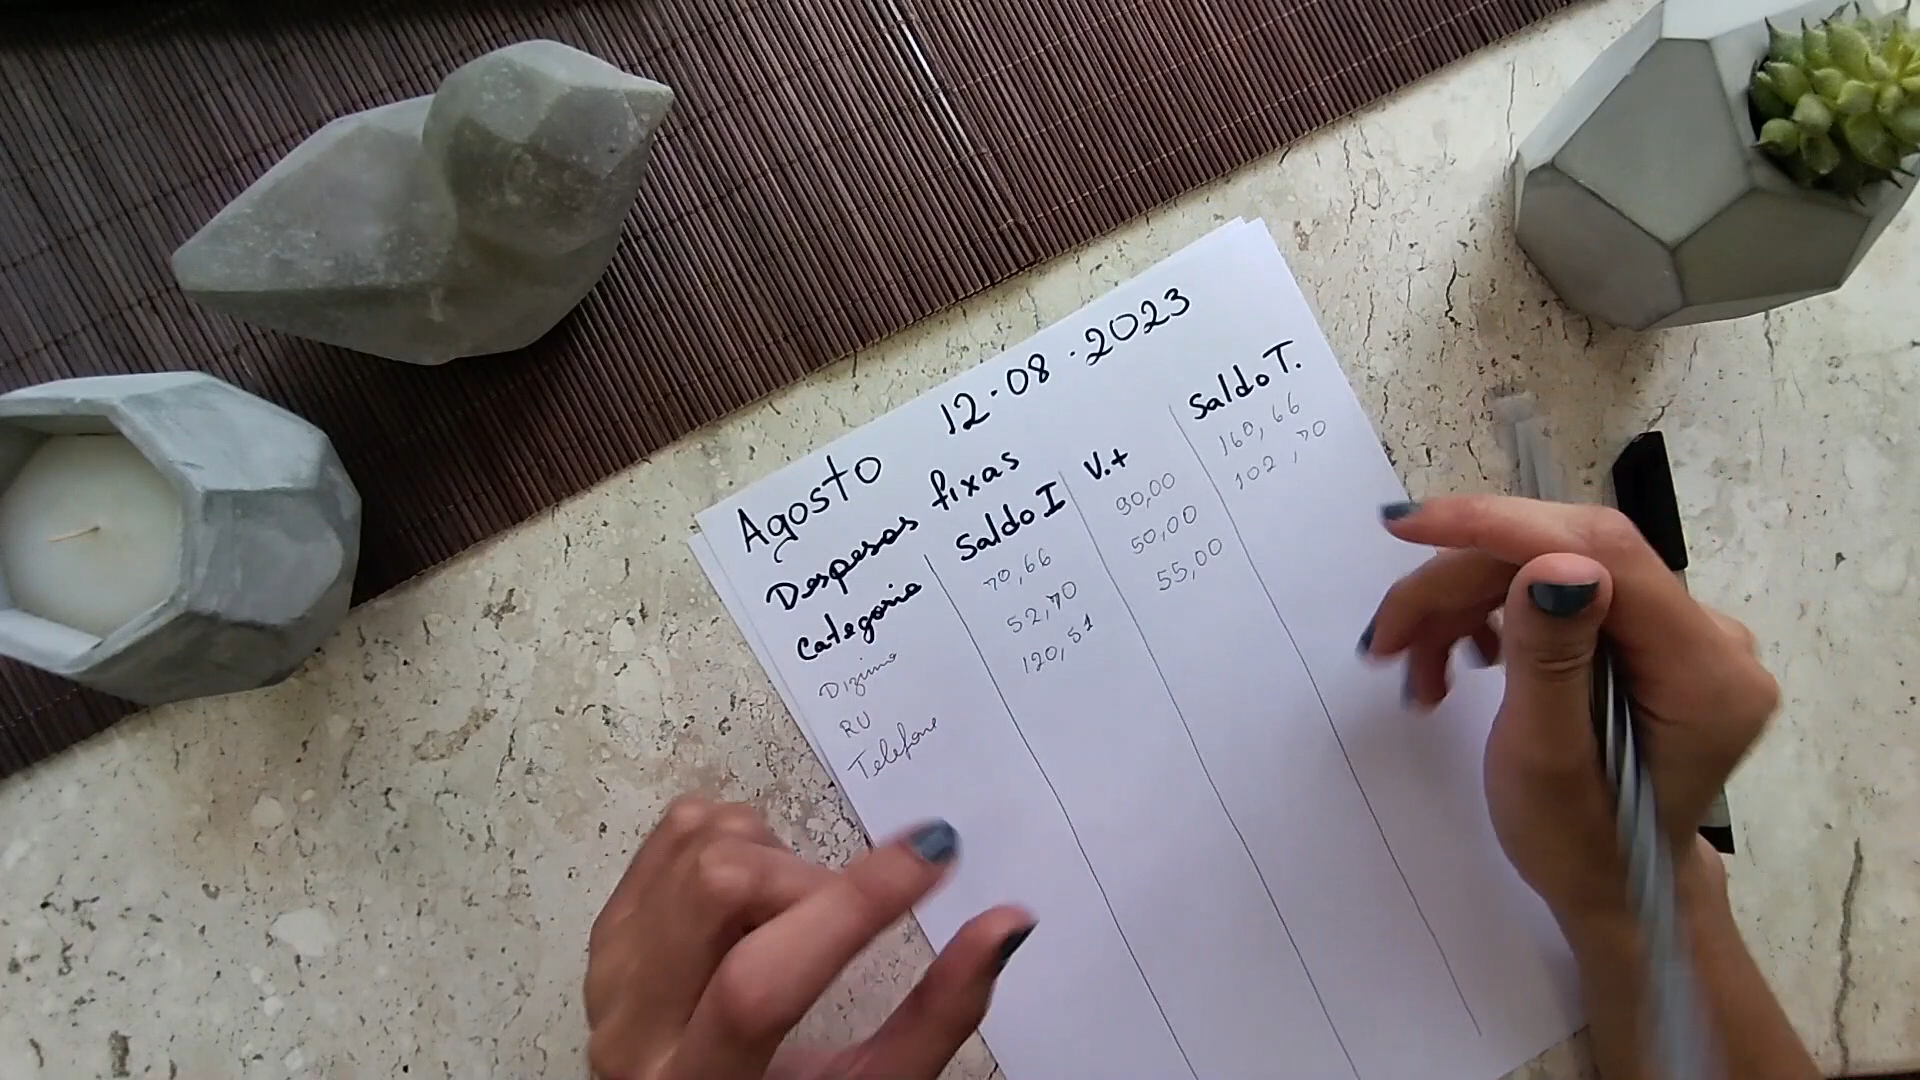 Agosto 12.08.2023
Despesas fixas
Categoria Saldo I V.+ Saldo T.
Dizimo 70,66 90,00 160,66
RU 52,70 50,00 102,70
Telefone 120,51 55,00